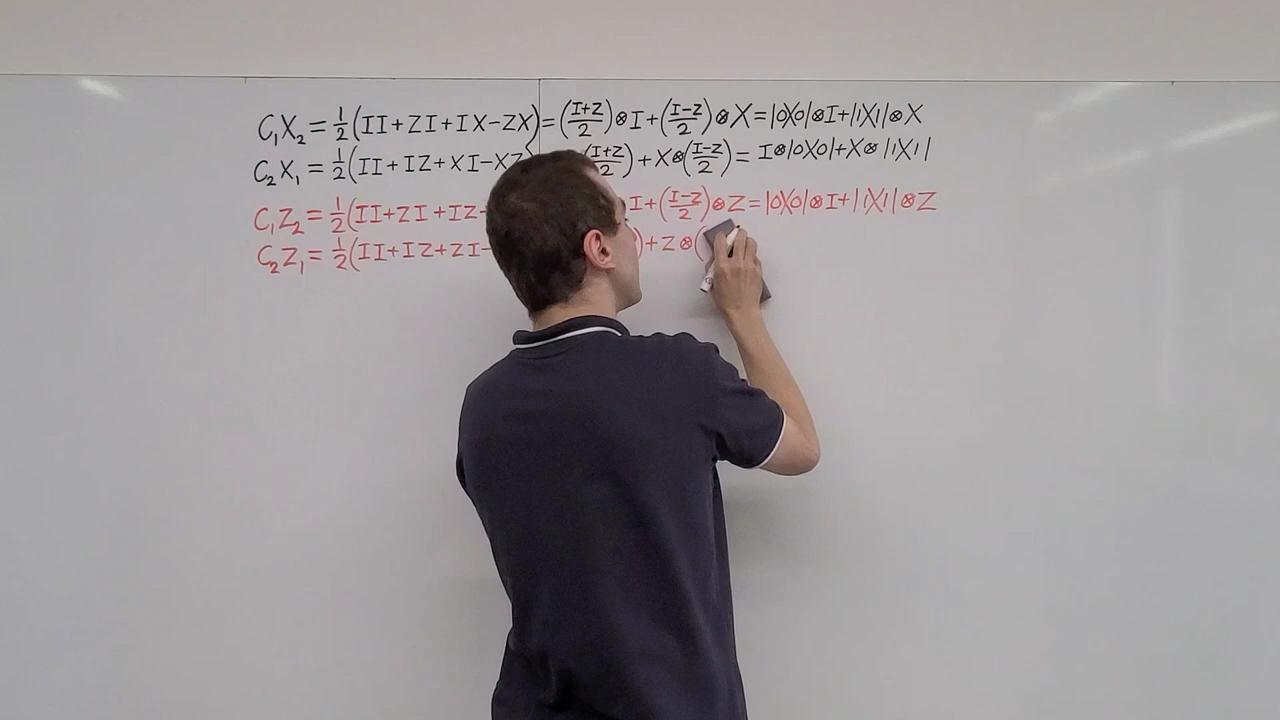 C₁X₂ = 1/2(II+ZI+IX−ZX) = (I+Z/2)⊗I+(I−Z/2)⊗X=|0⟩⟨0|⊗I+|1⟩⟨1|⊗X
C₂X₁ = 1/2(II+IZ+XI−XZ (I+Z/2)+X⊗(I−Z/2)= I⊗|0⟩⟨0|+X⊗|1⟩⟨1|
C₁Z₂ = 1/2(II+ZI+IZ− I+(I−Z/2)⊗Z=|0⟩⟨0|⊗I+|1⟩⟨1|⊗Z
C₂Z₁ = 1/2(II+IZ+ZI− )+Z⊗(